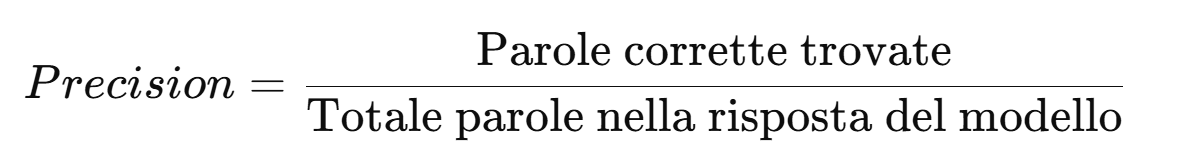 Precision = Parole corrette trovate
Totale parole nella risposta del modello